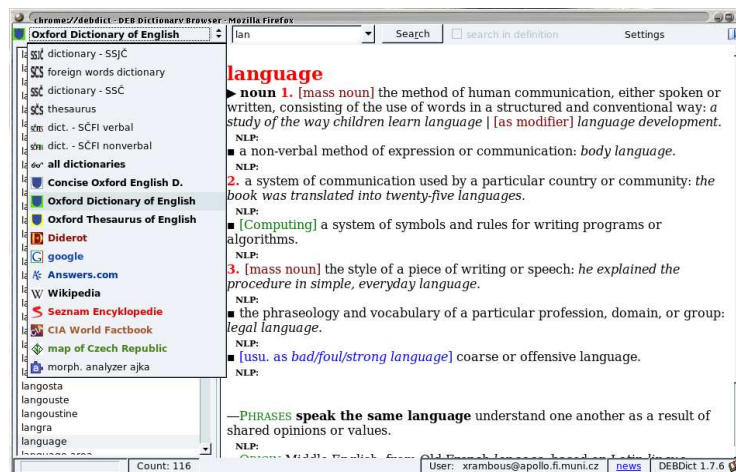 chrome://debdict - DEB Dictionary Browser - Mozilla Firefox
Oxford Dictionary of English
lan
Search
search in definition
Settings
dictionary - SSJČ
foreign words dictionary
dictionary - SSČ
thesaurus
dict. - SČFI verbal
dict. - SČFI nonverbal
all dictionaries
Concise Oxford English D.
Oxford Dictionary of English
Oxford Thesaurus of English
Diderot
google
Answers.com
Wikipedia
Seznam Encyklopedie
CIA World Factbook
map of Czech Republic
morph. analyzer ajka
langosta
langouste
langoustine
langra
language
language area
language
▶ noun 1. [mass noun] the method of human communication, either spoken or
written, consisting of the use of words in a structured and conventional way: a
study of the way children learn language | [as modifier] language development.
NLP:
▪ a non-verbal method of expression or communication: body language.
NLP:
2. a system of communication used by a particular country or community: the
book was translated into twenty-five languages.
NLP:
▪ [Computing] a system of symbols and rules for writing programs or
algorithms.
NLP:
3. [mass noun] the style of a piece of writing or speech: he explained the
procedure in simple, everyday language.
NLP:
▪ the phraseology and vocabulary of a particular profession, domain, or group:
legal language.
NLP:
▪ [usu. as bad/foul/strong language] coarse or offensive language.
NLP:
—PHRASES speak the same language understand one another as a result of
shared opinions or values.
NLP:
Count: 116
User: xrambous@apollo.fi.muni.cz
news
DEBDict 1.7.6